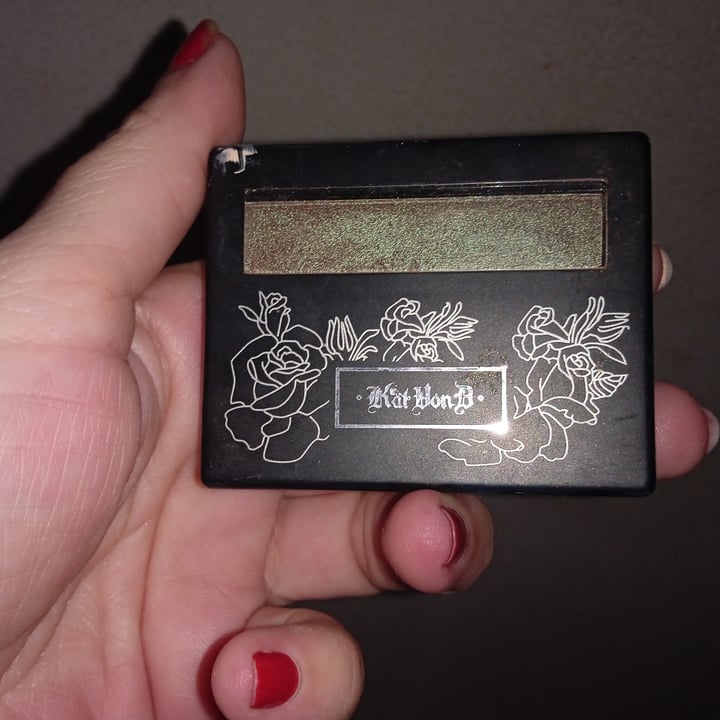 · Kat Von D ·